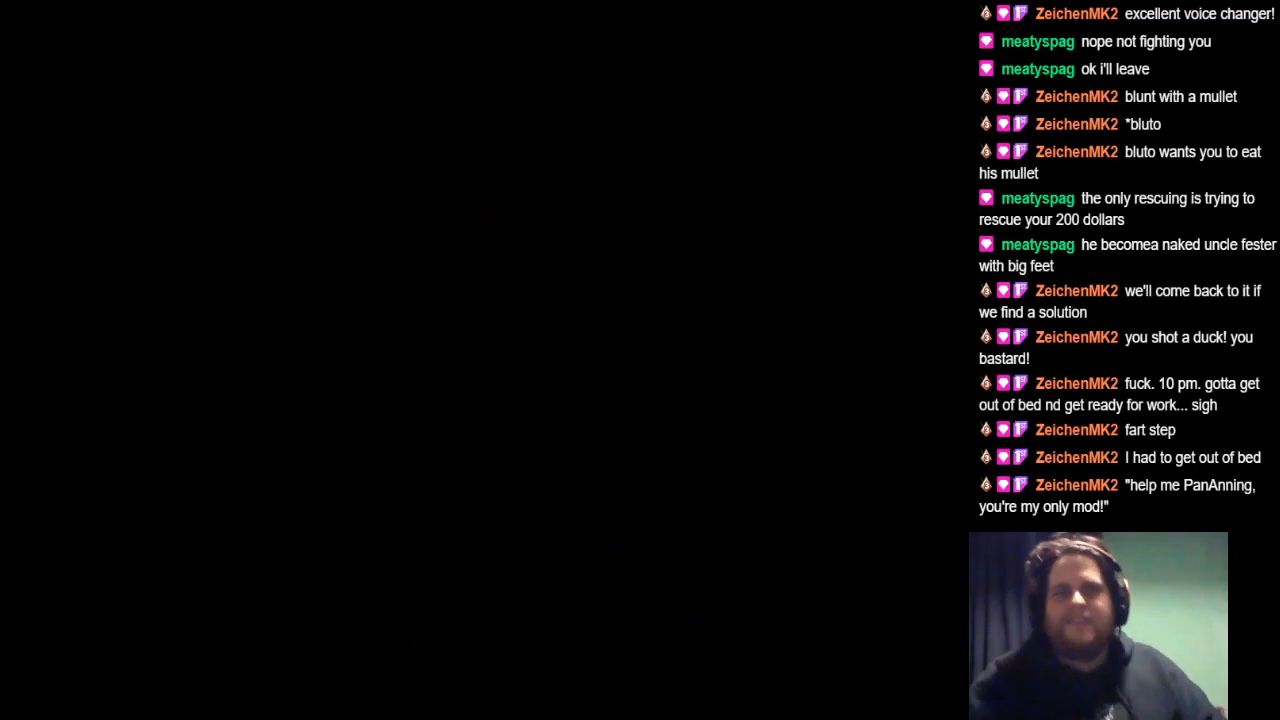 ZeichenMK2 excellent voice changer!
meatyspag nope not fighting you
meatyspag ok i'll leave
ZeichenMK2 blunt with a mullet
ZeichenMK2 *bluto
ZeichenMK2 bluto wants you to eat
his mullet
meatyspag the only rescuing is trying to
rescue your 200 dollars
meatyspag he becomea naked uncle fester
with big feet
ZeichenMK2 we'll come back to it if
we find a solution
ZeichenMK2 you shot a duck! you
bastard!
ZeichenMK2 fuck. 10 pm. gotta get
out of bed nd get ready for work... sigh
ZeichenMK2 fart step
ZeichenMK2 I had to get out of bed
ZeichenMK2 "help me PanAnning,
you're my only mod!"